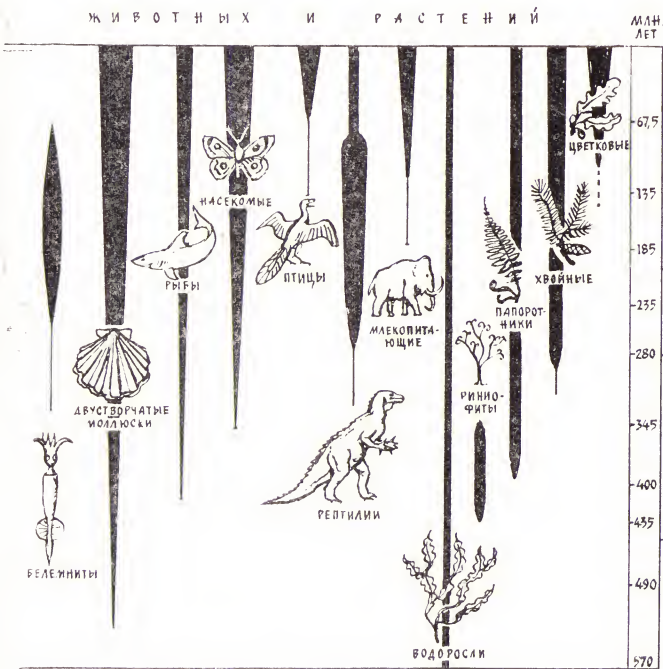 ЖИВОТНЫХ И РАСТЕНИЙ
МЛН.
ЛЕТ
67,5
ЦВЕТКОВЫЕ
135
НАСЕКОМЫЕ
185
РЫБЫ
ПТИЦЫ
ХВОЙНЫЕ
235
ПАПОРОТ-
НИКИ
МЛЕКОПИТА-
ЮЩИЕ
280
РИНИО-
ФИТЫ
ДВУСТВОРЧАТЫЕ
МОЛЛЮСКИ
345
400
РЕПТИЛИИ
435
БЕЛЕМНИТЫ
490
ВОДОРОСЛИ
570